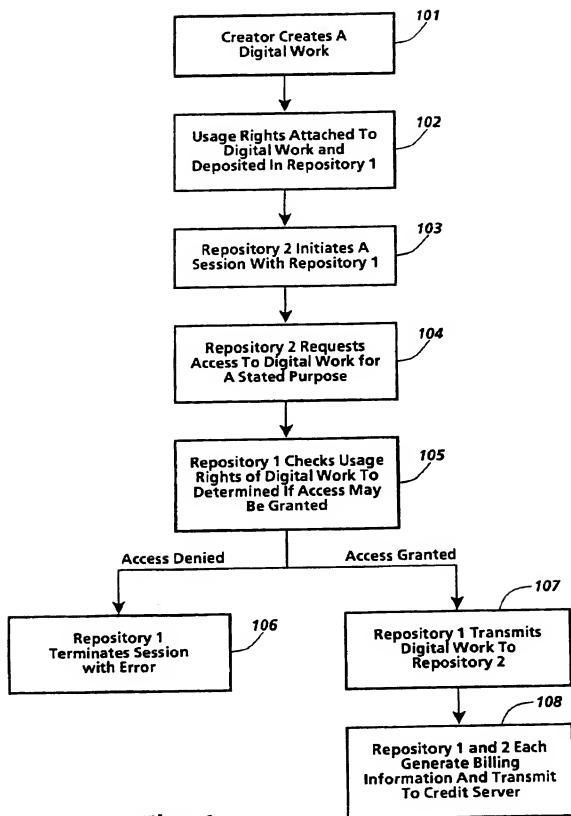 101
Creator Creates A
Digital Work
102
Usage Rights Attached To
Digital Work and
Deposited In Repository 1
103
Repository 2 Initiates A
Session With Repository 1
104
Repository 2 Requests
Access To Digital Work for
A Stated Purpose
105
Repository 1 Checks Usage
Rights of Digital Work To
Determined If Access May
Be Granted
Access Denied
Access Granted
106
Repository 1
Terminates Session
with Error
107
Repository 1 Transmits
Digital Work To
Repository 2
108
Repository 1 and 2 Each
Generate Billing
Information And Transmit
To Credit Server